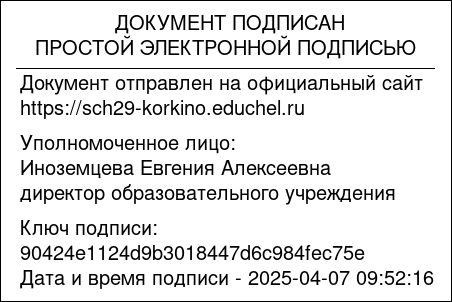 ДОКУМЕНТ ПОДПИСАН
ПРОСТОЙ ЭЛЕКТРОННОЙ ПОДПИСЬЮ
Документ отправлен на официальный сайт
https://sch29-korkino.educhel.ru
Уполномоченное лицо:
Иноземцева Евгения Алексеевна
директор образовательного учреждения
Ключ подписи:
90424e1124d9b3018447d6c984fec75e
Дата и время подписи - 2025-04-07 09:52:16